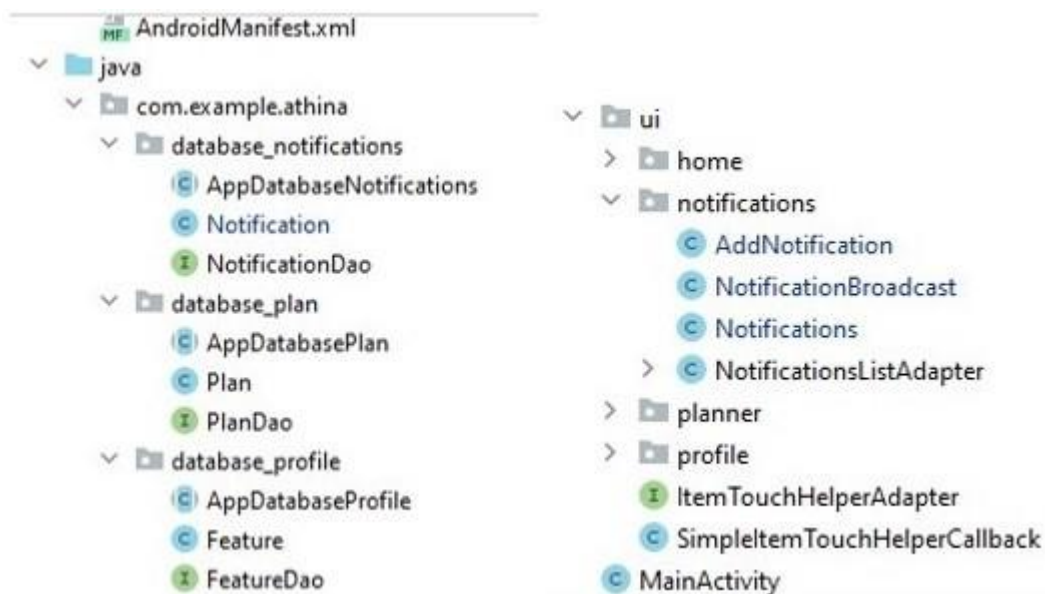 MF AndroidManifest.xml
java
com.example.athina
database_notifications
C AppDatabaseNotifications
C Notification
I NotificationDao
database_plan
C AppDatabasePlan
C Plan
I PlanDao
database_profile
C AppDatabaseProfile
C Feature
I FeatureDao
ui
home
notifications
C AddNotification
C NotificationBroadcast
C Notifications
C NotificationsListAdapter
planner
profile
I ItemTouchHelperAdapter
C SimpleItemTouchHelperCallback
C MainActivity